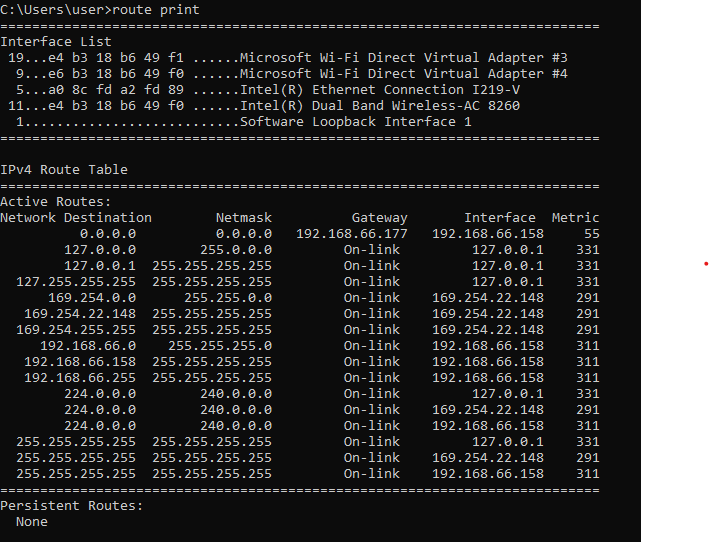 C:\Users\user>route print
===========================================================================
Interface List
 19...e4 b3 18 b6 49 f1 ......Microsoft Wi-Fi Direct Virtual Adapter #3
  9...e6 b3 18 b6 49 f0 ......Microsoft Wi-Fi Direct Virtual Adapter #4
  5...a0 8c fd a2 fd 89 ......Intel(R) Ethernet Connection I219-V
 11...e4 b3 18 b6 49 f0 ......Intel(R) Dual Band Wireless-AC 8260
  1...........................Software Loopback Interface 1
===========================================================================
IPv4 Route Table
===========================================================================
Active Routes:
Network Destination        Netmask          Gateway       Interface  Metric
          0.0.0.0          0.0.0.0   192.168.66.177   192.168.66.158     55
        127.0.0.0        255.0.0.0         On-link         127.0.0.1    331
        127.0.0.1  255.255.255.255         On-link         127.0.0.1    331
  127.255.255.255  255.255.255.255         On-link         127.0.0.1    331
      169.254.0.0      255.255.0.0         On-link    169.254.22.148    291
   169.254.22.148  255.255.255.255         On-link    169.254.22.148    291
  169.254.255.255  255.255.255.255         On-link    169.254.22.148    291
     192.168.66.0    255.255.255.0         On-link    192.168.66.158    311
   192.168.66.158  255.255.255.255         On-link    192.168.66.158    311
   192.168.66.255  255.255.255.255         On-link    192.168.66.158    311
        224.0.0.0        240.0.0.0         On-link         127.0.0.1    331
        224.0.0.0        240.0.0.0         On-link    169.254.22.148    291
        224.0.0.0        240.0.0.0         On-link    192.168.66.158    311
  255.255.255.255  255.255.255.255         On-link         127.0.0.1    331
  255.255.255.255  255.255.255.255         On-link    169.254.22.148    291
  255.255.255.255  255.255.255.255         On-link    192.168.66.158    311
===========================================================================
Persistent Routes:
  None